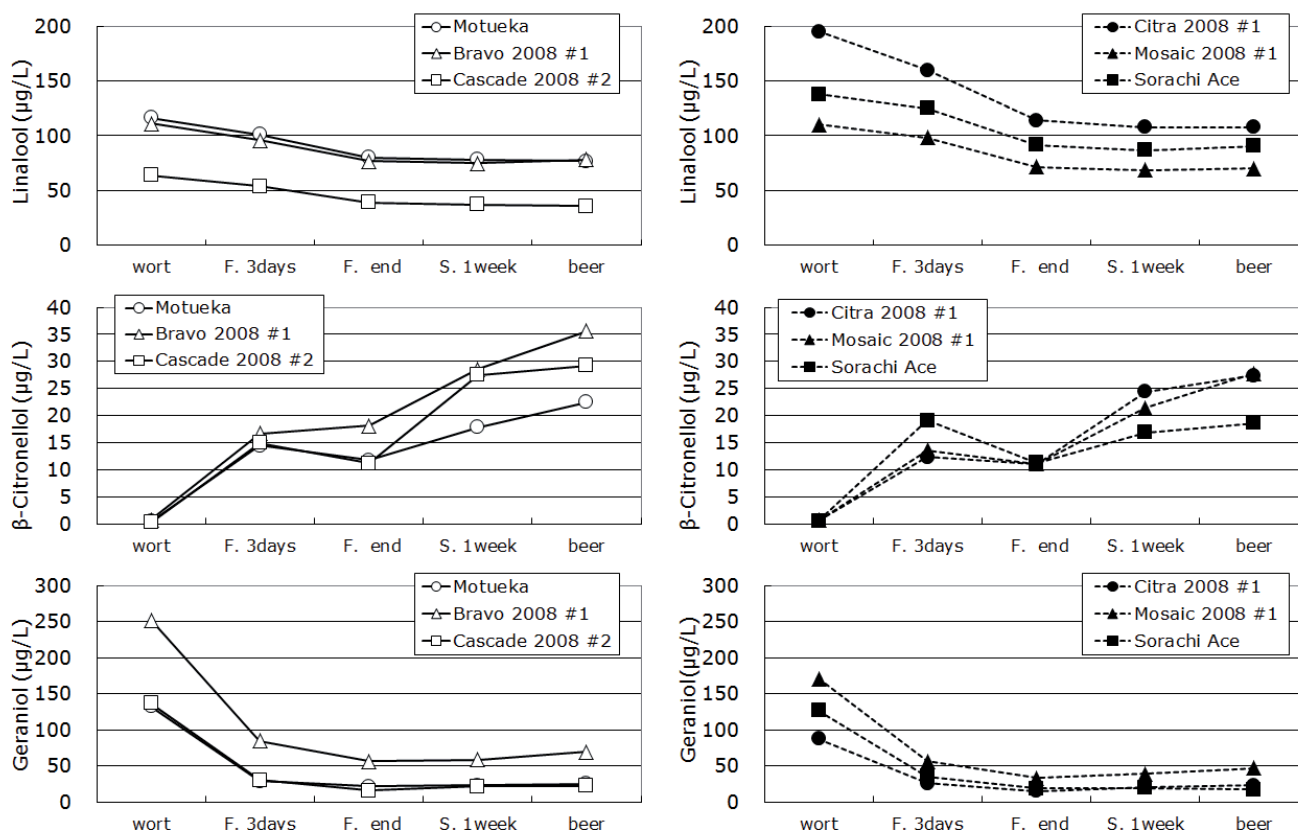 Linalool (µg/L)
200
150
100
50
0
Motueka
Bravo 2008 #1
Cascade 2008 #2
wort F. 3days F. end S. 1week beer
Linalool (µg/L)
200
150
100
50
0
Citra 2008 #1
Mosaic 2008 #1
Sorachi Ace
wort F. 3days F. end S. 1week beer
β-Citronellol (µg/L)
40
35
30
25
20
15
10
5
0
Motueka
Bravo 2008 #1
Cascade 2008 #2
wort F. 3days F. end S. 1week beer
β-Citronellol (µg/L)
40
35
30
25
20
15
10
5
0
Citra 2008 #1
Mosaic 2008 #1
Sorachi Ace
wort F. 3days F. end S. 1week beer
Geraniol (µg/L)
300
250
200
150
100
50
0
Motueka
Bravo 2008 #1
Cascade 2008 #2
wort F. 3days F. end S. 1week beer
Geraniol(µg/L)
300
250
200
150
100
50
0
Citra 2008 #1
Mosaic 2008 #1
Sorachi Ace
wort F. 3days F. end S. 1week beer